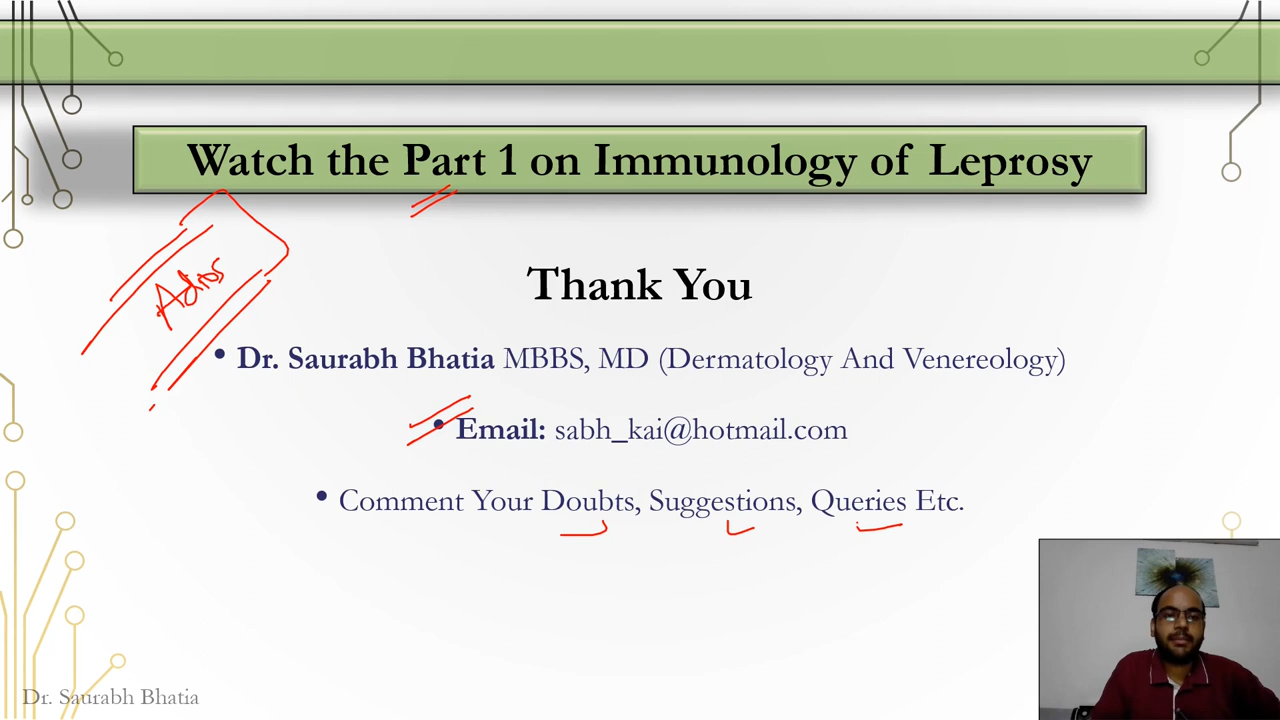 Watch the Part 1 on Immunology of Leprosy
Adios
Thank You
• Dr. Saurabh Bhatia MBBS, MD (Dermatology And Venereology)
• Email: sabh_kai@hotmail.com
• Comment Your Doubts, Suggestions, Queries Etc.
Dr. Saurabh Bhatia